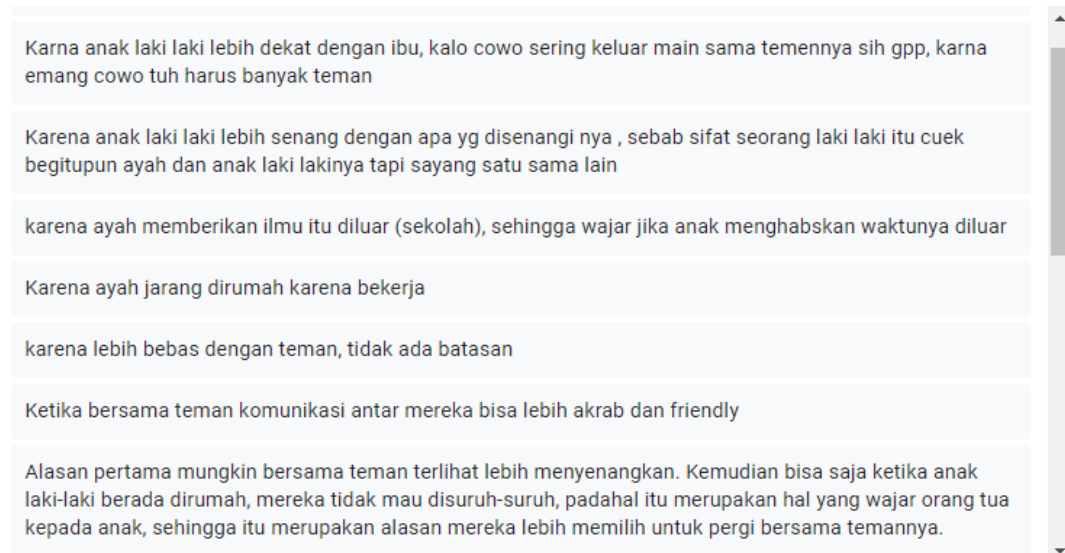 Karna anak laki laki lebih dekat dengan ibu, kalo cowo sering keluar main sama temennya sih gpp, karna
emang cowo tuh harus banyak teman
Karena anak laki laki lebih senang dengan apa yg disenangi nya , sebab sifat seorang laki laki itu cuek
begitupun ayah dan anak laki lakinya tapi sayang satu sama lain
karena ayah memberikan ilmu itu diluar (sekolah), sehingga wajar jika anak menghabskan waktunya diluar
Karena ayah jarang dirumah karena bekerja
karena lebih bebas dengan teman, tidak ada batasan
Ketika bersama teman komunikasi antar mereka bisa lebih akrab dan friendly
Alasan pertama mungkin bersama teman terlihat lebih menyenangkan. Kemudian bisa saja ketika anak
laki-laki berada dirumah, mereka tidak mau disuruh-suruh, padahal itu merupakan hal yang wajar orang tua
kepada anak, sehingga itu merupakan alasan mereka lebih memilih untuk pergi bersama temannya.